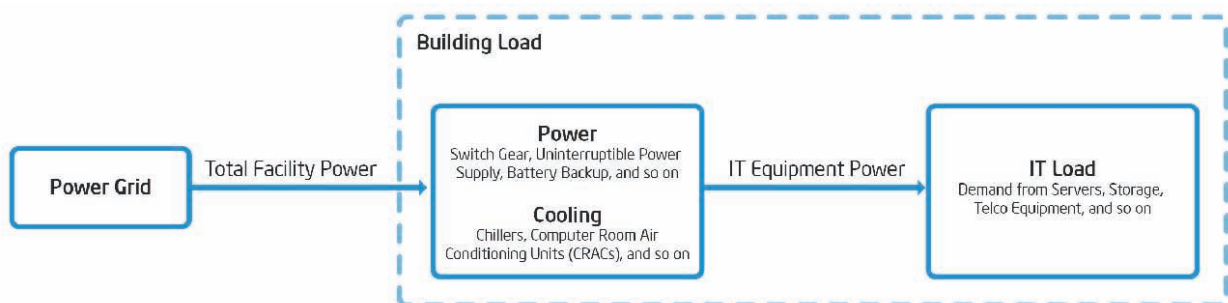 Building Load
Power Grid
Total Facility Power
Power
Switch Gear, Uninterruptible Power
Supply, Battery Backup, and so on
Cooling
Chillers, Computer Room Air
Conditioning Units (CRACs), and so on
IT Equipment Power
IT Load
Demand from Servers, Storage,
Telco Equipment, and so on